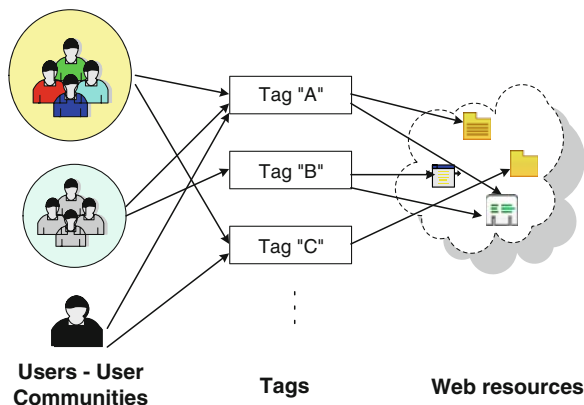 Tag "A"
Tag "B"
Tag "C"
Users - User
Communities
Tags
Web resources